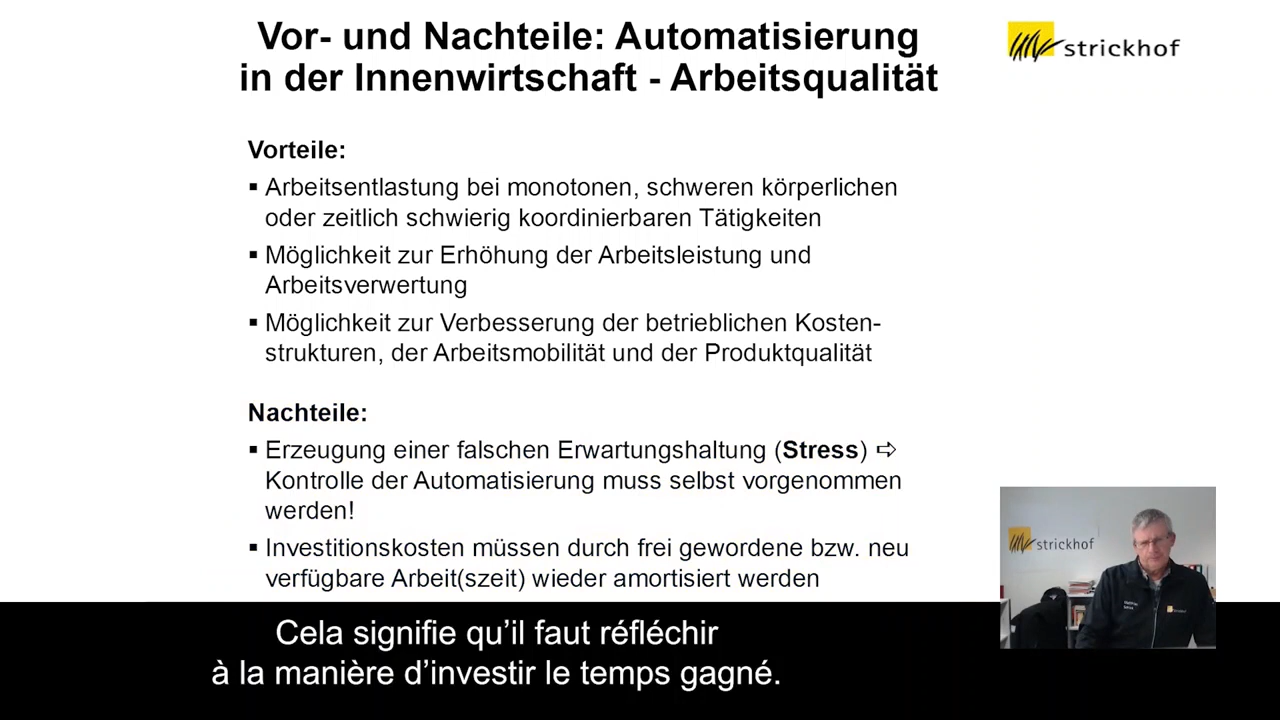 Vor- und Nachteile: Automatisierung
in der Innenwirtschaft - Arbeitsqualität
strickhof
Vorteile:
▪ Arbeitsentlastung bei monotonen, schweren körperlichen
oder zeitlich schwierig koordinierbaren Tätigkeiten
▪ Möglichkeit zur Erhöhung der Arbeitsleistung und
Arbeitsverwertung
▪ Möglichkeit zur Verbesserung der betrieblichen Kosten-
strukturen, der Arbeitsmobilität und der Produktqualität
Nachteile:
▪ Erzeugung einer falschen Erwartungshaltung (Stress) ⇨
Kontrolle der Automatisierung muss selbst vorgenommen
werden!
▪ Investitionskosten müssen durch frei gewordene bzw. neu
verfügbare Arbeit(szeit) wieder amortisiert werden
strickhof
Cela signifie qu’il faut réfléchir
à la manière d’investir le temps gagné.